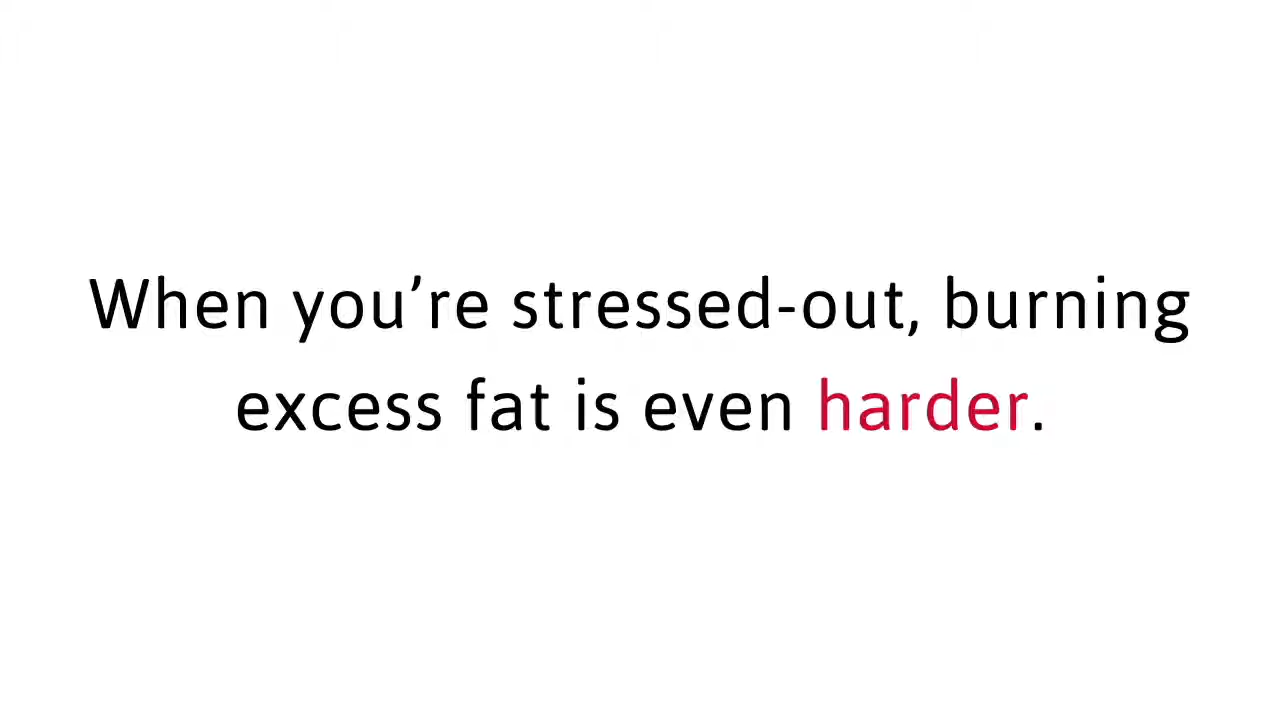 When you’re stressed-out, burning
excess fat is even harder.